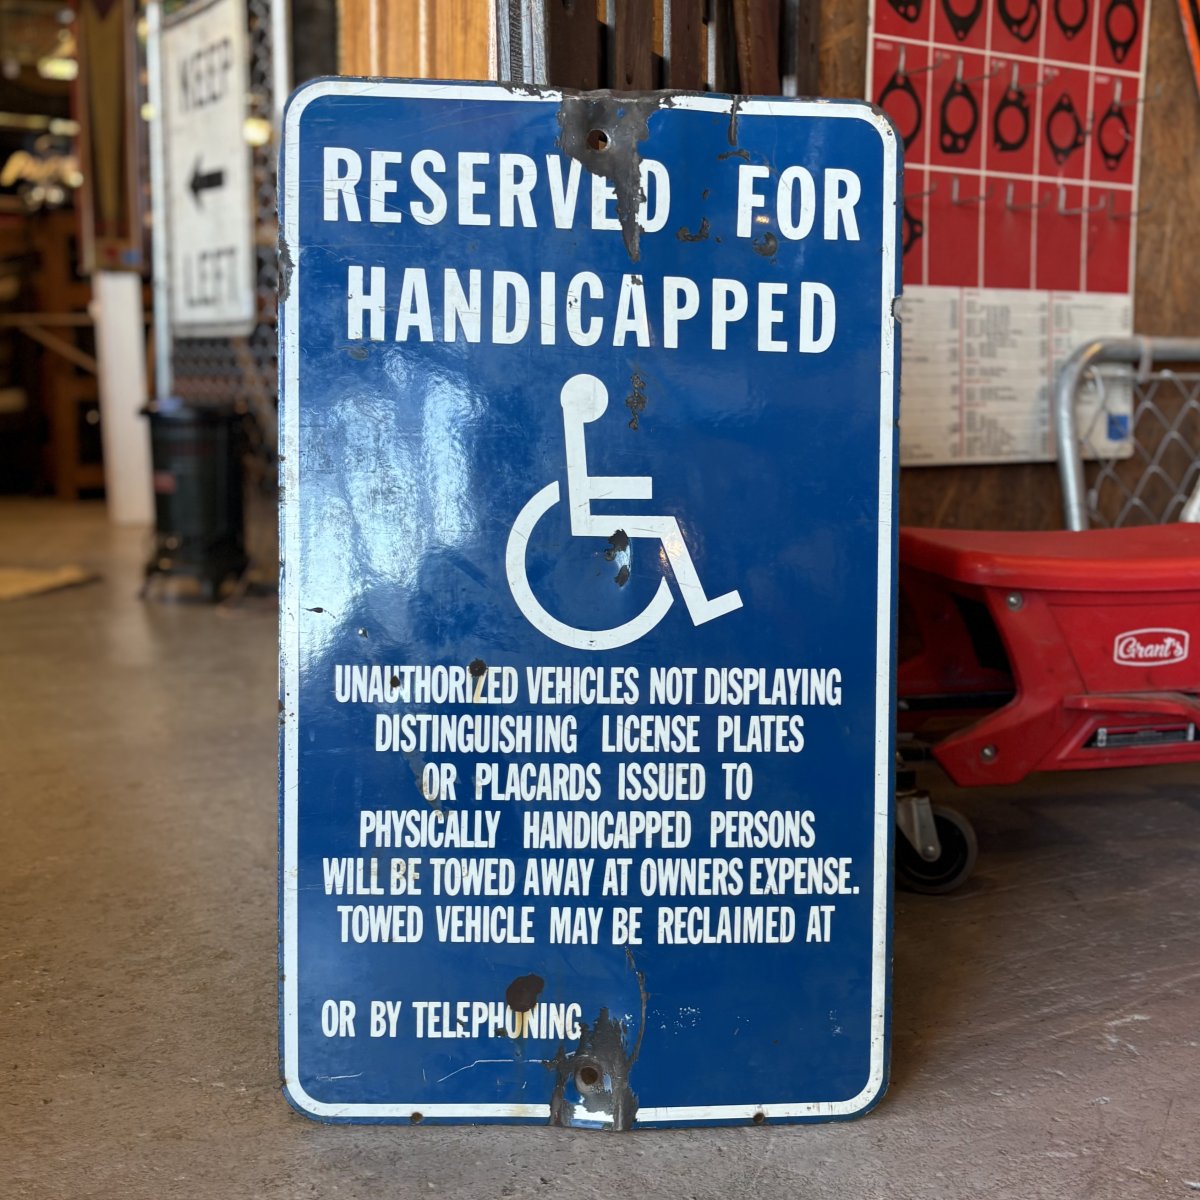 RESERVED FOR
HANDICAPPED
UNAUTHORIZED VEHICLES NOT DISPLAYING
DISTINGUISHING LICENSE PLATES
OR PLACARDS ISSUED TO
PHYSICALLY HANDICAPPED PERSONS
WILL BE TOWED AWAY AT OWNERS EXPENSE.
TOWED VEHICLE MAY BE RECLAIMED AT
OR BY TELEPHONING
KEEP
LEFT
Grant's